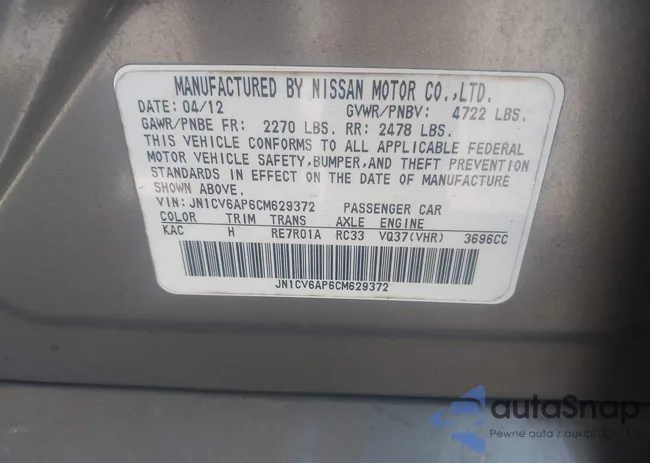 MANUFACTURED BY NISSAN MOTOR CO.,LTD.
DATE: 04/12 GVWR/PNBV: 4722 LBS.
GAWR/PNBE FR: 2270 LBS. RR: 2478 LBS.
THIS VEHICLE CONFORMS TO ALL APPLICABLE FEDERAL
MOTOR VEHICLE SAFETY, BUMPER, AND THEFT PREVENTION
STANDARDS IN EFFECT ON THE DATE OF MANUFACTURE
SHOWN ABOVE.
VIN: JN1CV6AP6CM629372 PASSENGER CAR
COLOR TRIM TRANS AXLE ENGINE
KAC H RE7R01A RC33 VQ37(VHR) 3696CC
JN1CV6AP6CM629372
autoSnap
Pewne auta z aukcji